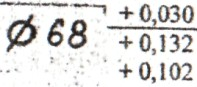 + 0,030
Ø 68 + 0,132
+ 0,102